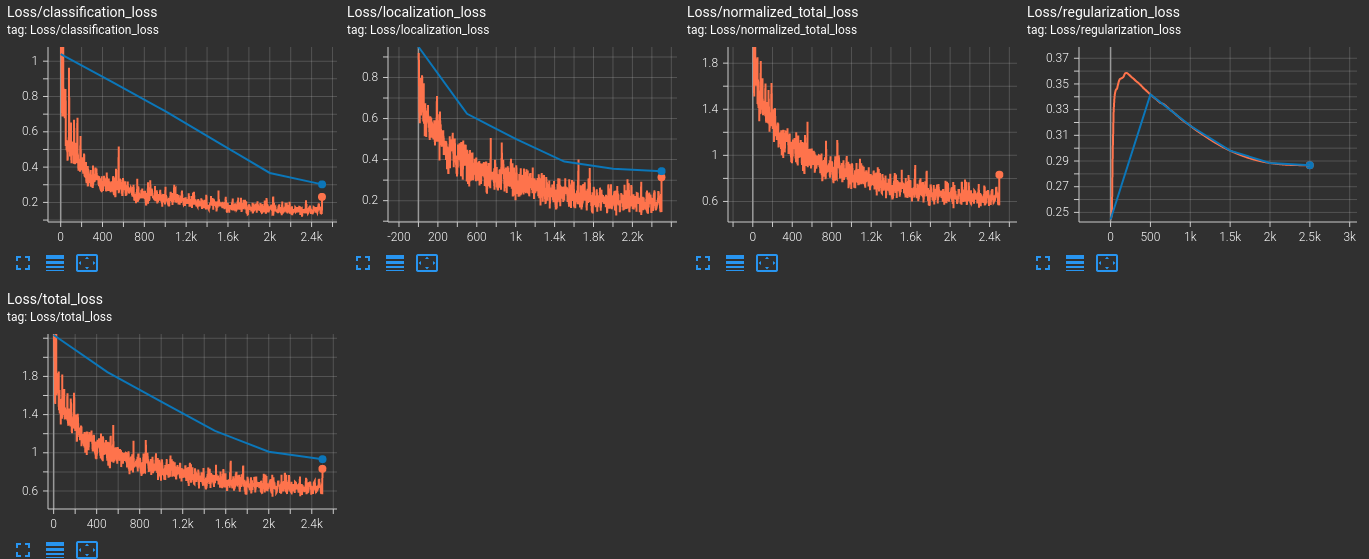 Loss/classification_loss
tag: Loss/classification_loss
1
0.8
0.6
0.4
0.2
0 400 800 1.2k 1.6k 2k 2.4k
Loss/localization_loss
tag: Loss/localization_loss
0.8
0.6
0.4
0.2
-200 200 600 1k 1.4k 1.8k 2.2k
Loss/normalized_total_loss
tag: Loss/normalized_total_loss
1.8
1.4
1
0.6
0 400 800 1.2k 1.6k 2k 2.4k
Loss/regularization_loss
tag: Loss/regularization_loss
0.37
0.35
0.33
0.31
0.29
0.27
0.25
0 500 1k 1.5k 2k 2.5k 3k
Loss/total_loss
tag: Loss/total_loss
1.8
1.4
1
0.6
0 400 800 1.2k 1.6k 2k 2.4k